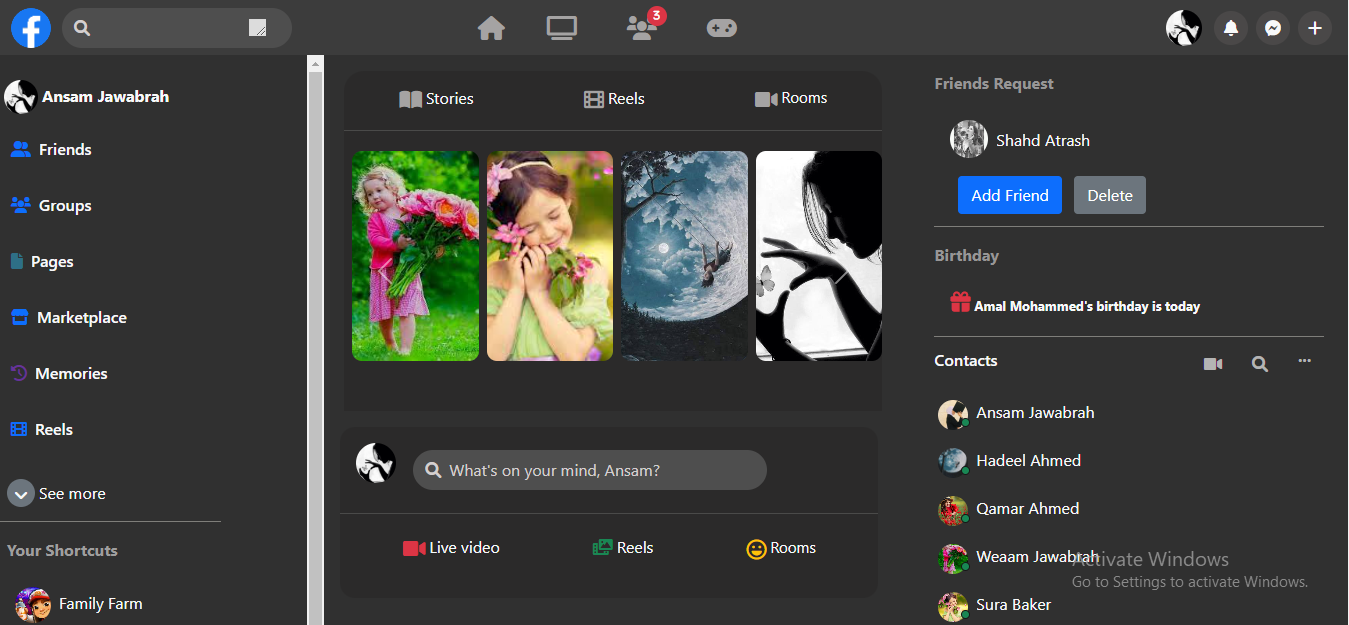 3
Ansam Jawabrah
Friends
Groups
Pages
Marketplace
Memories
Reels
See more
Your Shortcuts
Family Farm
Stories
Reels
Rooms
What's on your mind, Ansam?
Live video
Reels
Rooms
Friends Request
Shahd Atrash
Add Friend
Delete
Birthday
Amal Mohammed's birthday is today
Contacts
Ansam Jawabrah
Hadeel Ahmed
Qamar Ahmed
Weaam Jawabrah
Sura Baker
Activate Windows
Go to Settings to activate Windows.